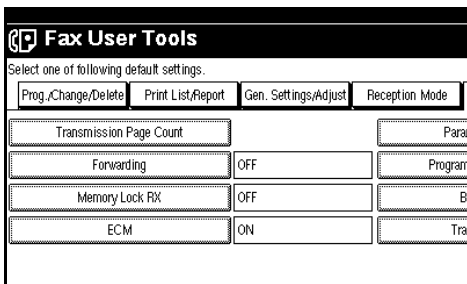 Fax User Tools
Select one of following default settings.
Prog./Change/Delete Print List/Report Gen. Settings/Adjust Reception Mode
Transmission Page Count
Forwarding OFF
Memory Lock RX OFF
ECM ON